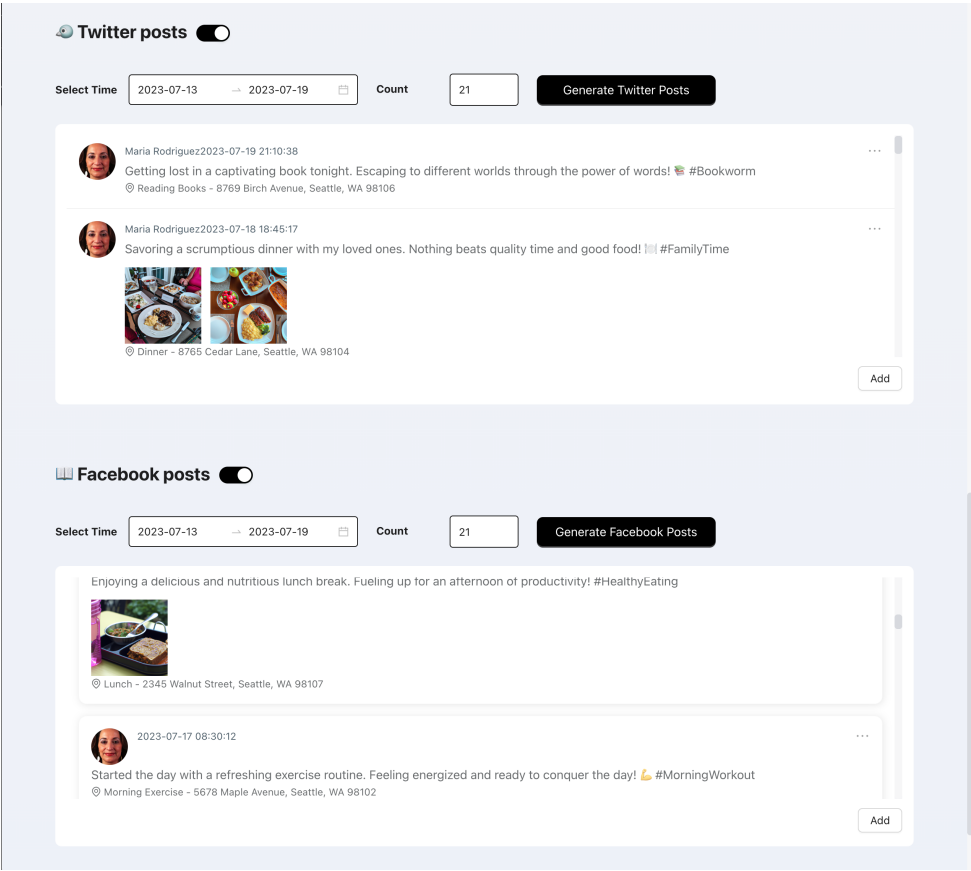 Twitter posts
Select Time 2023-07-13 → 2023-07-19 Count 21 Generate Twitter Posts
Maria Rodriguez2023-07-19 21:10:38 ...
Getting lost in a captivating book tonight. Escaping to different worlds through the power of words! 📚 #Bookworm
Reading Books - 8769 Birch Avenue, Seattle, WA 98106
Maria Rodriguez2023-07-18 18:45:17 ...
Savoring a scrumptious dinner with my loved ones. Nothing beats quality time and good food! 🍽️ #FamilyTime
Dinner - 8765 Cedar Lane, Seattle, WA 98104
Add
📖 Facebook posts
Select Time 2023-07-13 → 2023-07-19 Count 21 Generate Facebook Posts
Enjoying a delicious and nutritious lunch break. Fueling up for an afternoon of productivity! #HealthyEating
Lunch - 2345 Walnut Street, Seattle, WA 98107
2023-07-17 08:30:12 ...
Started the day with a refreshing exercise routine. Feeling energized and ready to conquer the day! 💪 #MorningWorkout
Morning Exercise - 5678 Maple Avenue, Seattle, WA 98102
Add